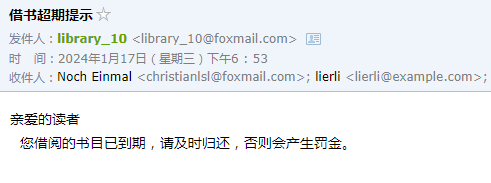 借书超期提示☆
发件人：library_10 <library_10@foxmail.com>
时　间：2024年1月17日（星期三）下午6：53
收件人：Noch Einmal <christianlsl@foxmail.com>; lierli <lierli@example.com>;
亲爱的读者
您借阅的书目已到期，请及时归还，否则会产生罚金。